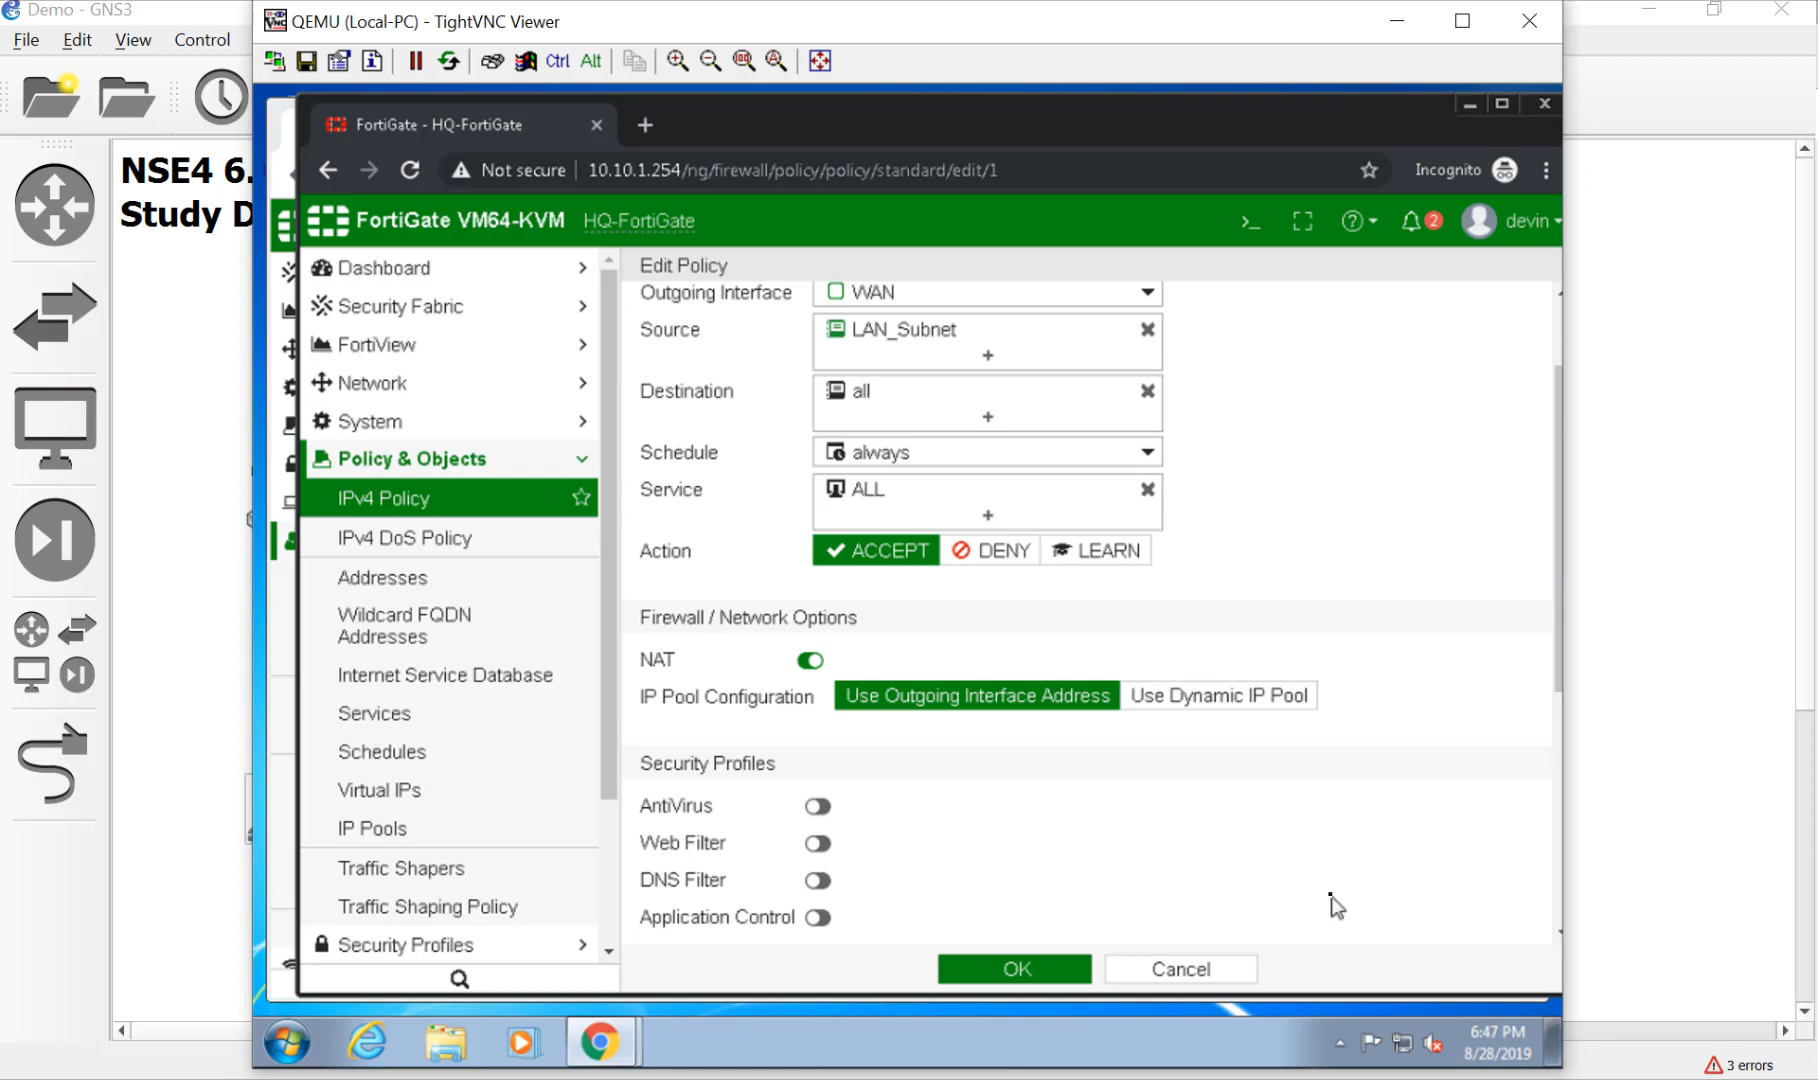 Demo - GNS3
File Edit View Control
QEMU (Local-PC) - TightVNC Viewer
Ctrl Alt
NSE4 6.
Study D
FortiGate - HQ-FortiGate
Not secure 10.10.1.254/ng/firewall/policy/policy/standard/edit/1
Incognito
FortiGate VM64-KVM HQ-FortiGate
>_ 2 devin
Dashboard
Security Fabric
FortiView
Network
System
Policy & Objects
IPv4 Policy
IPv4 DoS Policy
Addresses
Wildcard FQDN
Addresses
Internet Service Database
Services
Schedules
Virtual IPs
IP Pools
Traffic Shapers
Traffic Shaping Policy
Security Profiles
Edit Policy
Outgoing Interface WAN
Source LAN_Subnet
+
Destination all
+
Schedule always
Service ALL
+
Action ACCEPT DENY LEARN
Firewall / Network Options
NAT
IP Pool Configuration Use Outgoing Interface Address Use Dynamic IP Pool
Security Profiles
AntiVirus
Web Filter
DNS Filter
Application Control
OK Cancel
6:47 PM
8/28/2019
3 errors